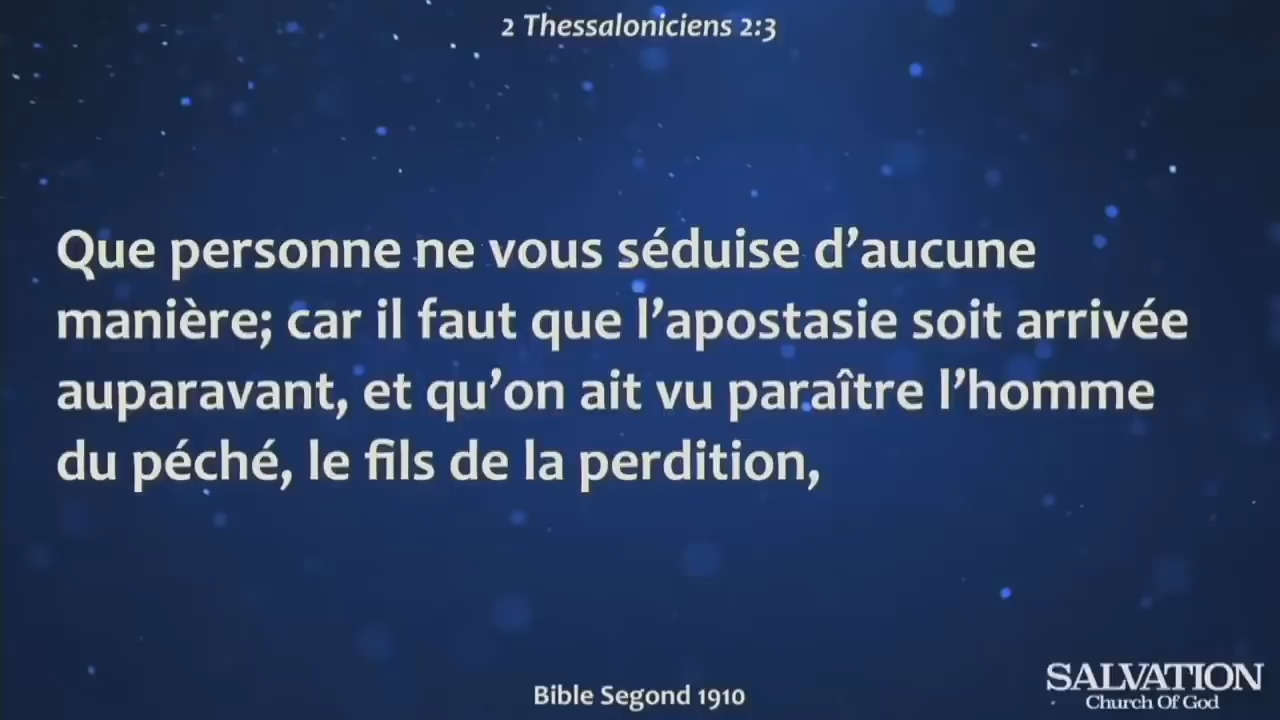 2 Thessaloniciens 2:3
Que personne ne vous séduise d’aucune
manière; car il faut que l’apostasie soit arrivée
auparavant, et qu’on ait vu paraître l’homme
du péché, le fils de la perdition,
Bible Segond 1910
SALVATION
Church Of God